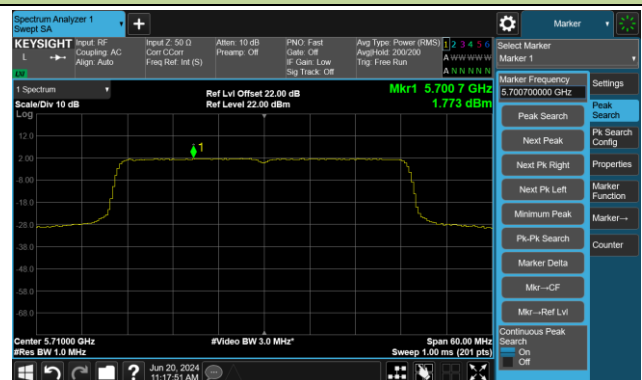 Spectrum Analyzer 1
Swept SA
+
Marker
KEYSIGHT
L
Input: RF
Coupling: AC
Align: Auto
Input Z: 50 Ω
Corr CCorr
Freq Ref: Int (S)
Atten: 10 dB
Preamp: Off
PNO: Fast
Gate: Off
IF Gain: Low
Sig Track: Off
Avg Type: Power (RMS)
Avg|Hold: 200/200
Trig: Free Run
1 2 3 4 5 6
A W W W W W
A N N N N N
Select Marker
Marker 1
1 Spectrum
Scale/Div 10 dB
Log
Ref Lvl Offset 22.00 dB
Ref Level 22.00 dBm
Mkr1 5.700 7 GHz
1.773 dBm
1
12.0
2.00
-8.00
-18.0
-28.0
-38.0
-48.0
-58.0
-68.0
Center 5.71000 GHz
#Res BW 1.0 MHz
#Video BW 3.0 MHz*
Span 60.00 MHz
Sweep 1.00 ms (201 pts)
Marker Frequency
5.700700000 GHz
Peak Search
Next Peak
Next Pk Right
Next Pk Left
Minimum Peak
Pk-Pk Search
Marker Delta
Mkr→CF
Mkr→Ref Lvl
Continuous Peak
Search
On
Off
Settings
Peak
Search
Pk Search
Config
Properties
Marker
Function
Marker→
Counter
?
Jun 20, 2024
11:17:51 AM